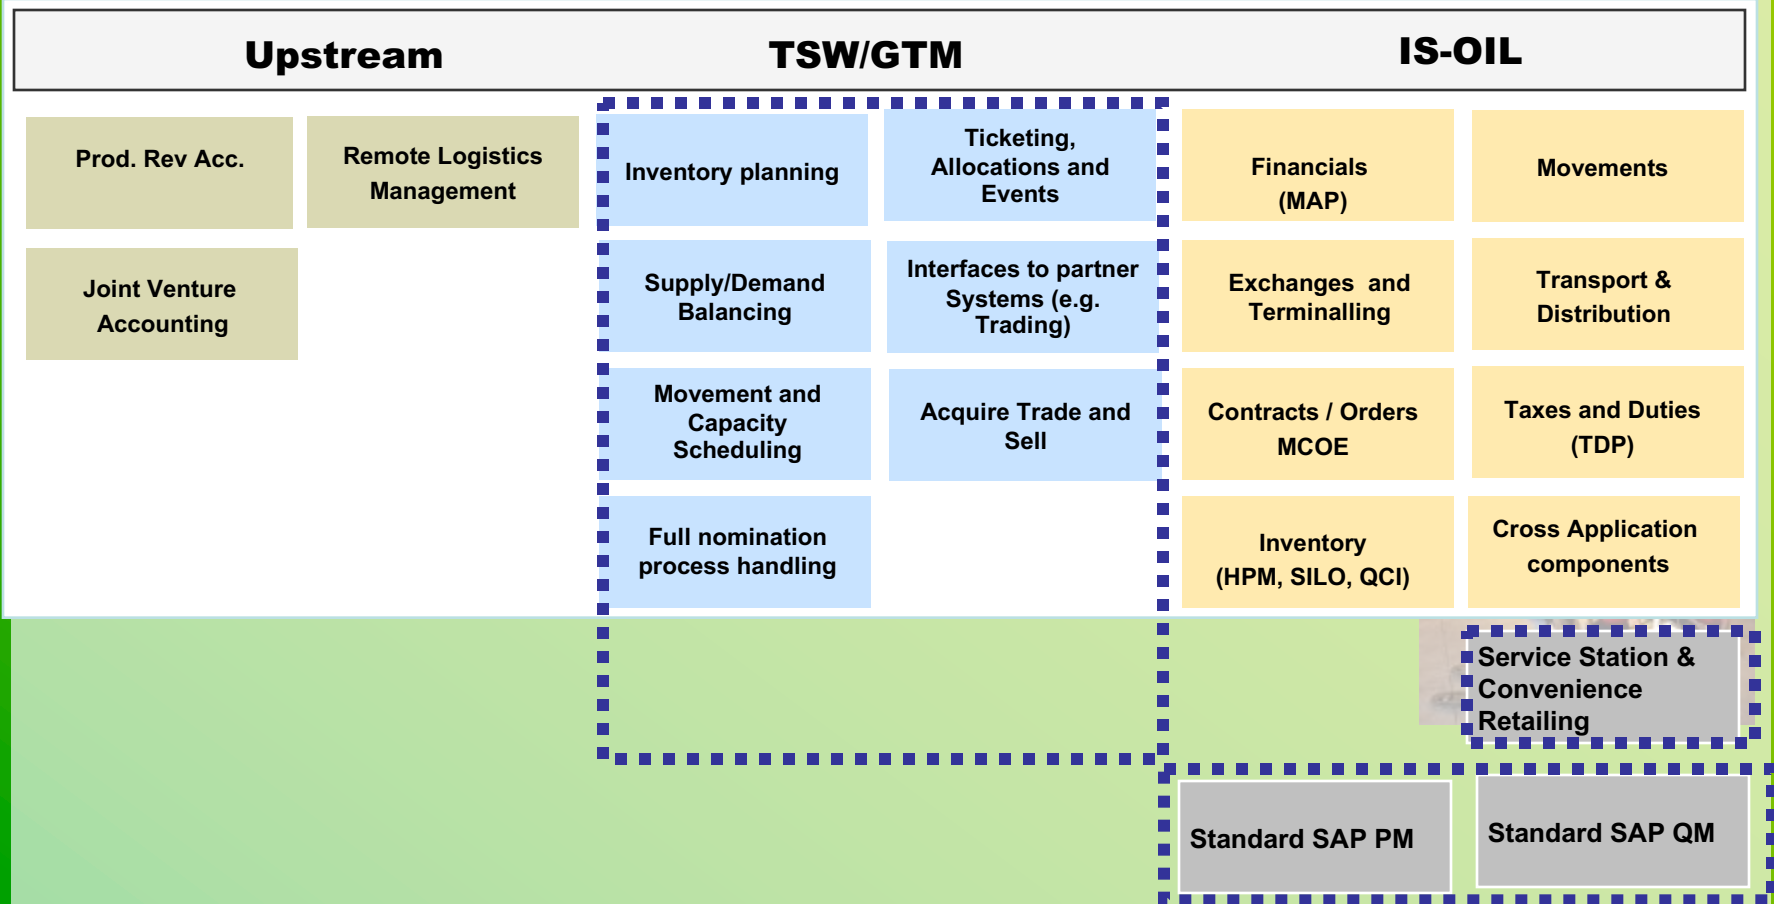 Upstream
TSW/GTM
IS-OIL
Prod. Rev Acc.
Remote Logistics
Management
Joint Venture
Accounting
Inventory planning
Ticketing,
Allocations and
Events
Supply/Demand
Balancing
Interfaces to partner
Systems (e.g.
Trading)
Movement and
Capacity
Scheduling
Acquire Trade and
Sell
Full nomination
process handling
Financials
(MAP)
Movements
Exchanges and
Terminalling
Transport &
Distribution
Contracts / Orders
MCOE
Taxes and Duties
(TDP)
Inventory
(HPM, SILO, QCI)
Cross Application
components
Service Station &
Convenience
Retailing
Standard SAP PM
Standard SAP QM